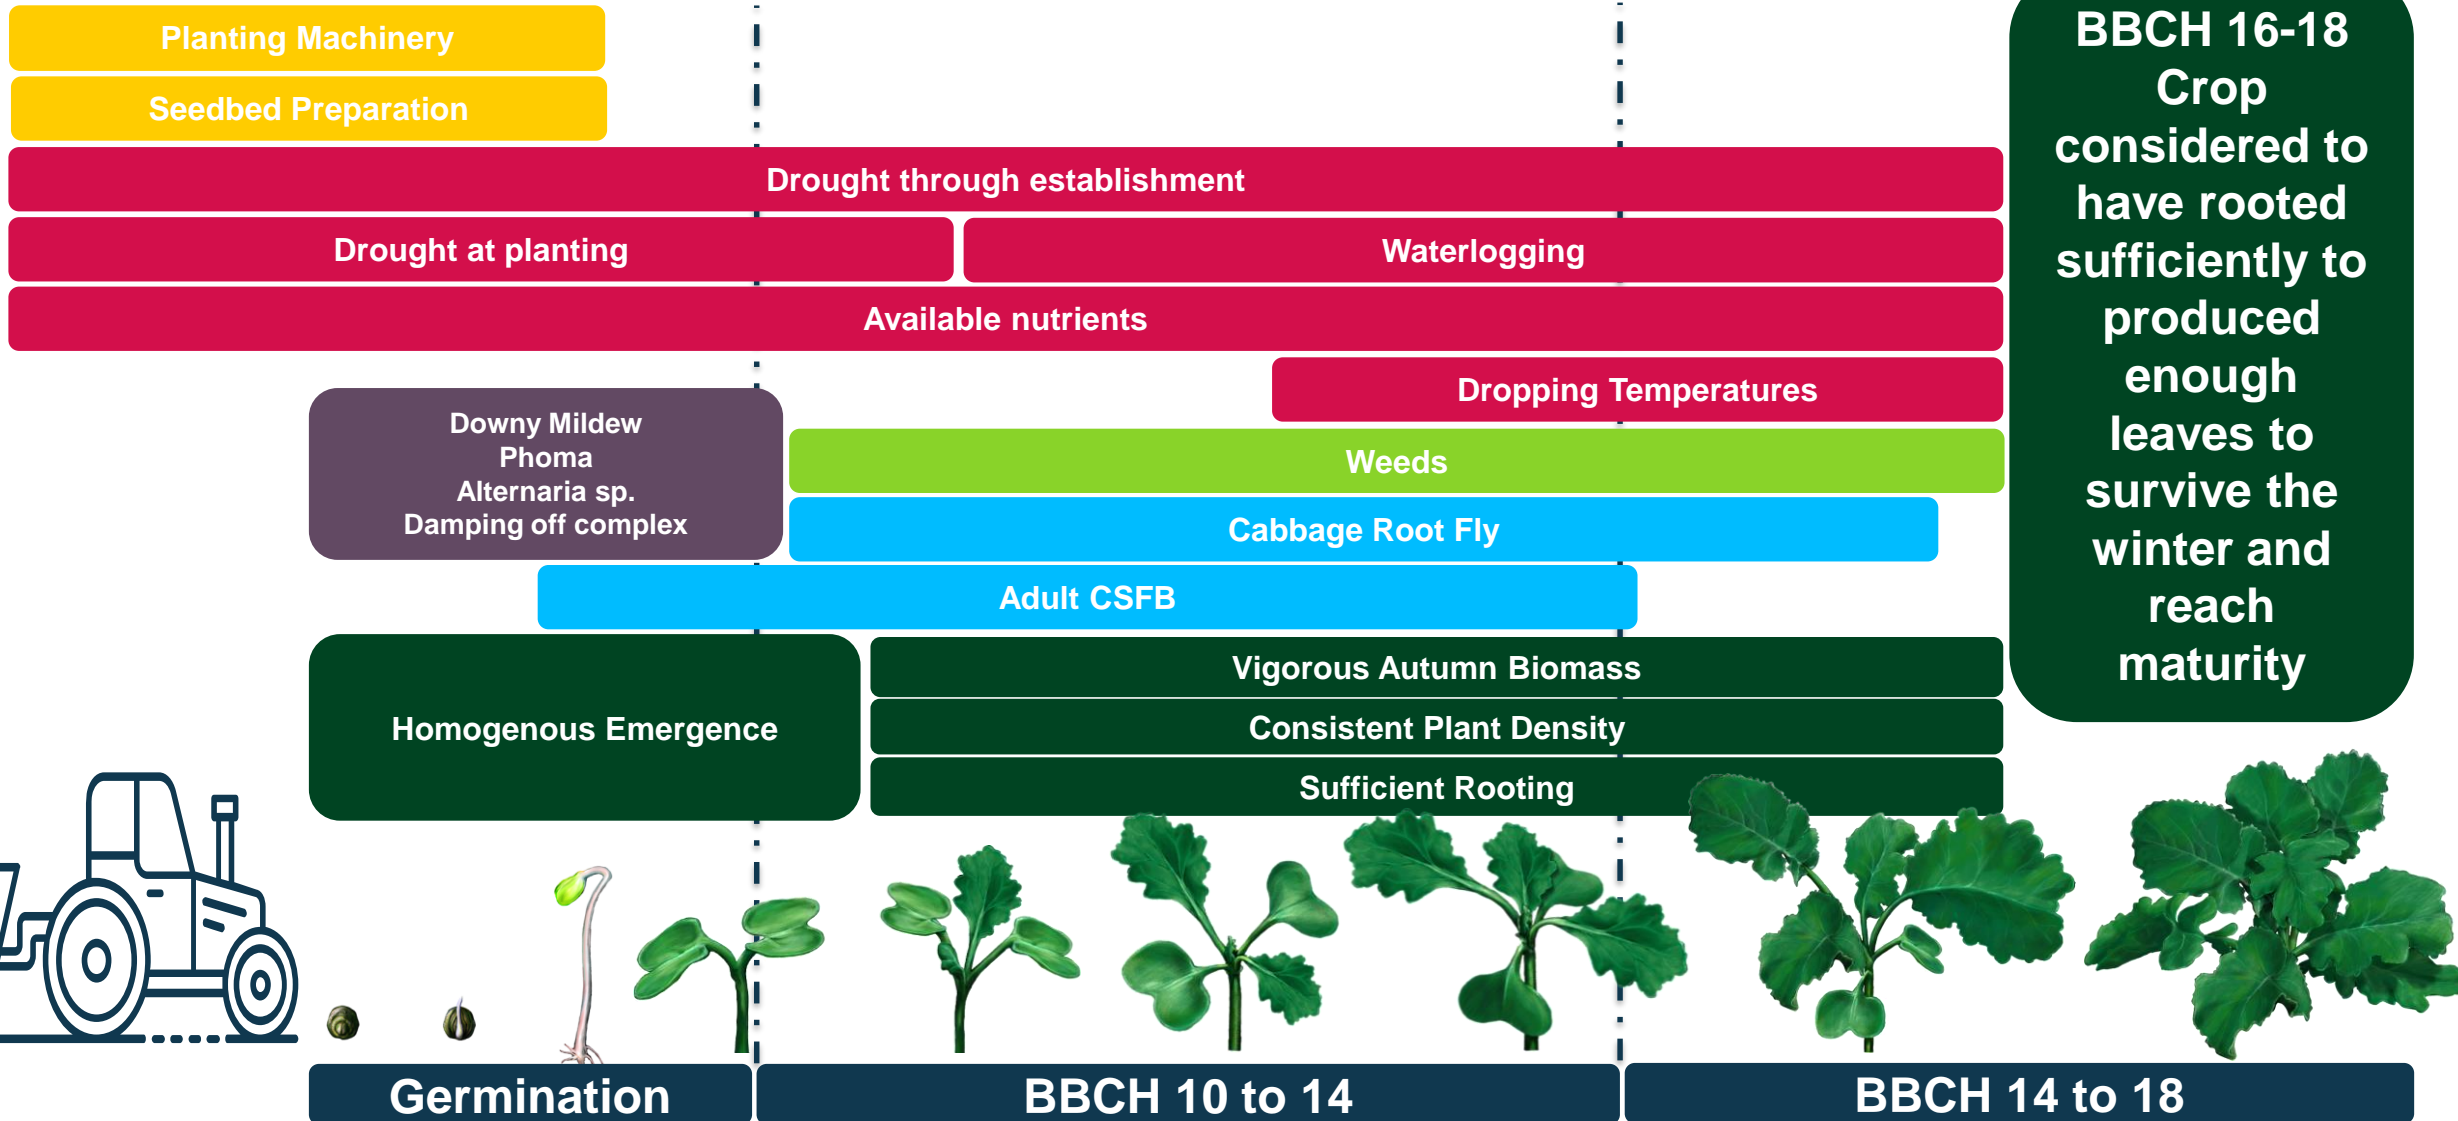 Planting Machinery
Seedbed Preparation
Drought through establishment
Drought at planting
Waterlogging
Available nutrients
Dropping Temperatures
Downy Mildew
Phoma
Alternaria sp.
Damping off complex
Weeds
Cabbage Root Fly
Adult CSFB
Homogenous Emergence
Vigorous Autumn Biomass
Consistent Plant Density
Sufficient Rooting
BBCH 16-18
Crop
considered to
have rooted
sufficiently to
produced
enough
leaves to
survive the
winter and
reach
maturity
Germination
BBCH 10 to 14
BBCH 14 to 18